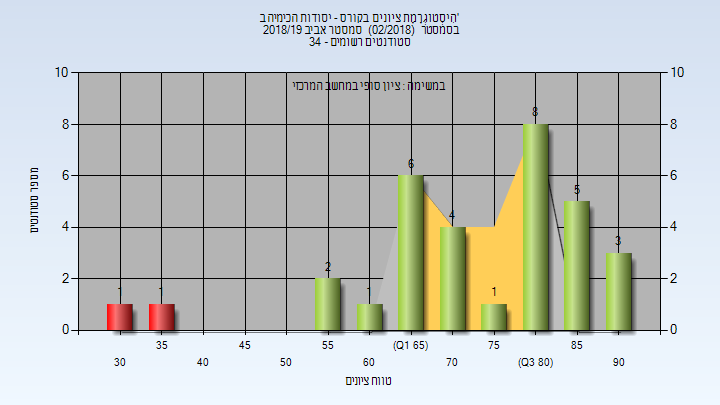 היסטוגרמת ציונים בקורס - יסודות הכימיה ב'
בסמסטר (02/2018) סמסטר אביב 2018/19
סטודנטים רשומים - 34
במשימה : ציון סופי במחשב המרכזי
מספר סטודנטים
10 10
8 8
6 6
4 4
2 2
0 0
1 1 2 1 6 4 1 8 5 3
35 45 55 (Q1 65) 75 85
30 40 50 60 70 (Q3 80) 90
טווח ציונים